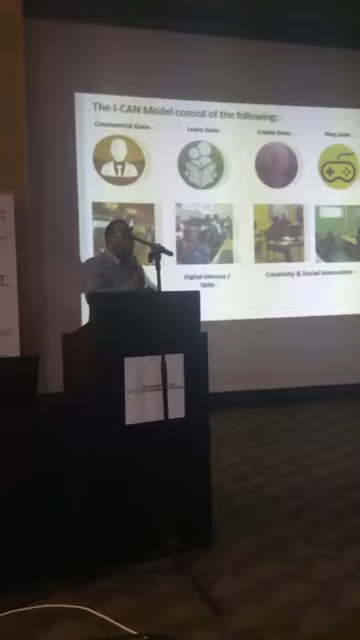 The I-CAN Model consist of the following:
Commercial Zone
Learn Zone
Create Zone
Play Zone
Digital Literacy /
Skills
Creativity & Social Innovation